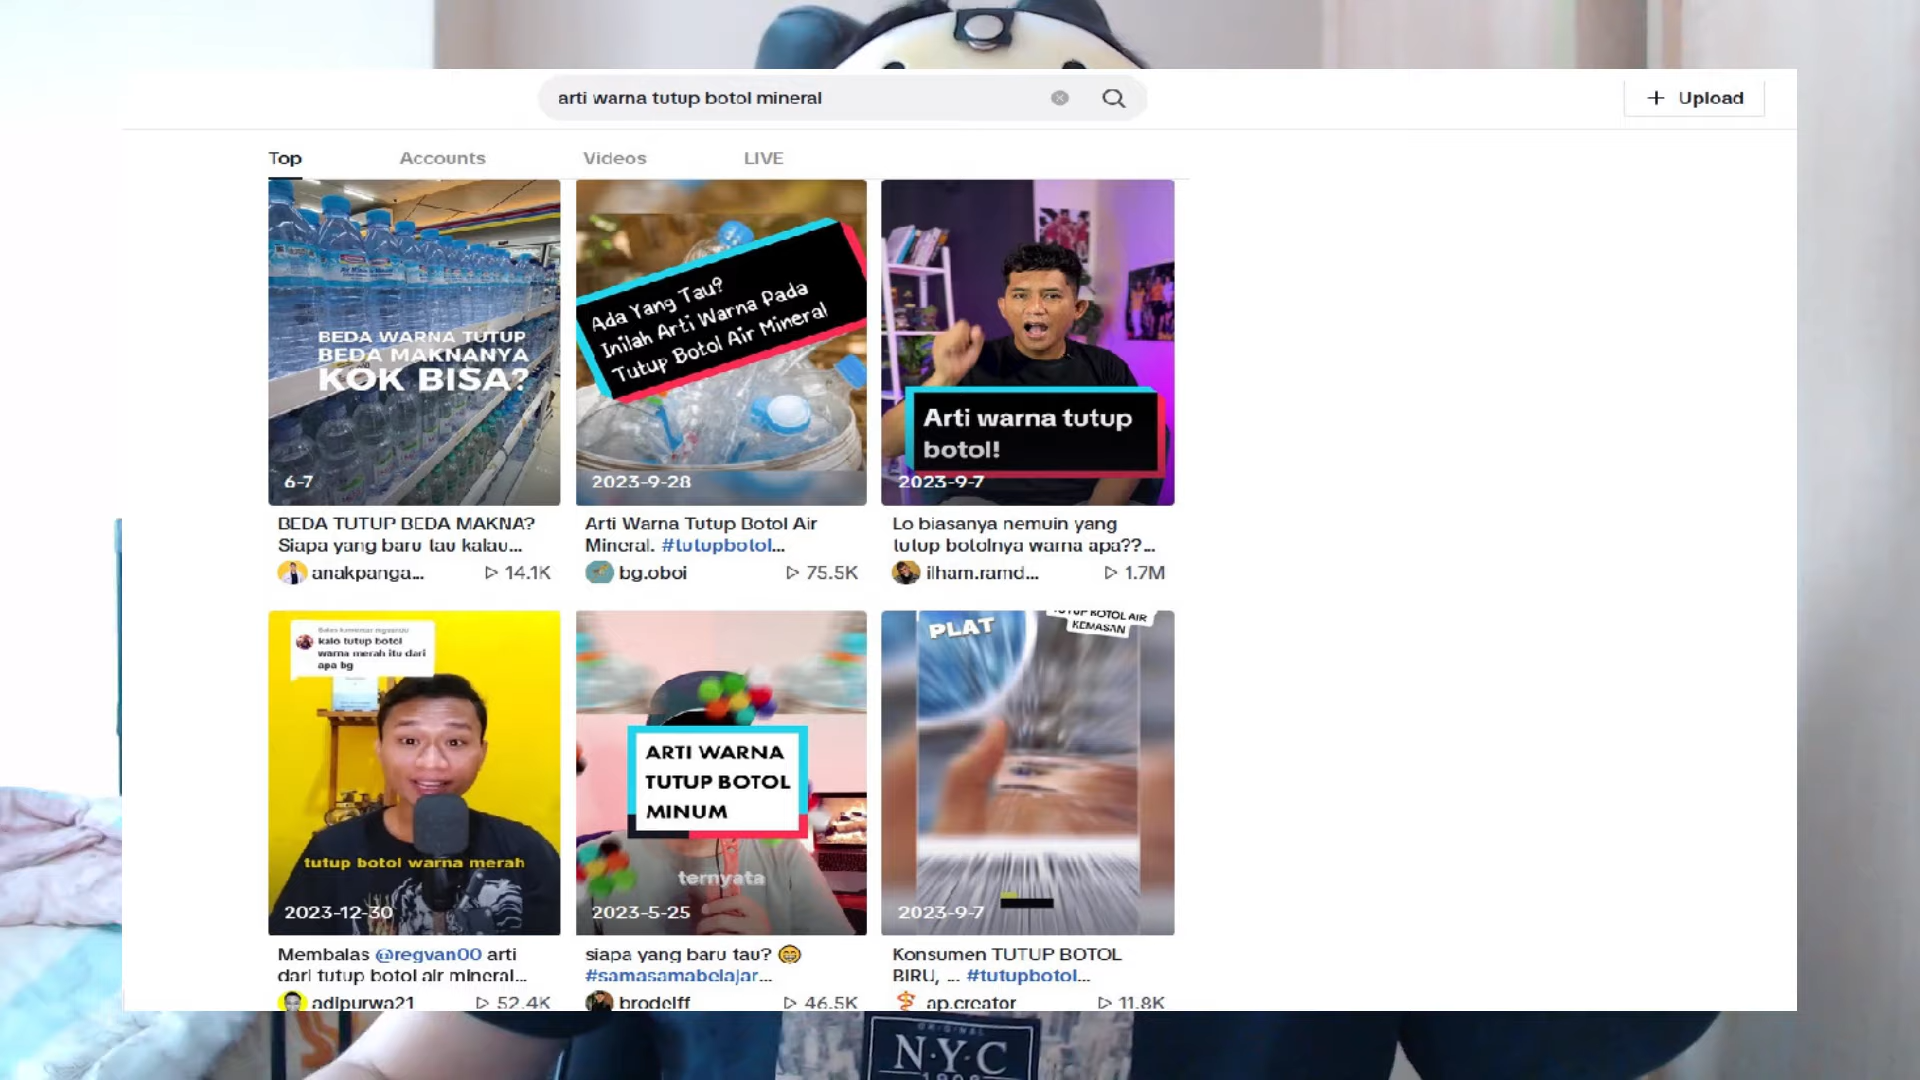 arti warna tutup botol mineral
Upload
Top
Accounts
Videos
LIVE
BEDA WARNA TUTUP
BEDA MAKNANYA
KOK BISA?
6-7
BEDA TUTUP BEDA MAKNA?
Siapa yang baru tau kalau...
anakpanga...
14.1K
Ada Yang Tau?
Inilah Arti Warna Pada
Tutup Botol Air Mineral
2023-9-28
Arti Warna Tutup Botol Air
Mineral. #tutupbotol...
bg.oboi
75.5K
Arti warna tutup
botol!
2023-9-7
Lo biasanya nemuin yang
tutup botolnya warna apa??...
ilham.ramd...
1.7M
kalo tutup botol
warna merah itu dari
apa bg
tutup botol warna merah
2023-12-30
Membalas @regvan00 arti
dari tutup botol air mineral...
adipurwa21
52.4K
ARTI WARNA
TUTUP BOTOL
MINUM
ternyata
2023-5-25
siapa yang baru tau? 😁
#samasamabelajar...
brodelff
46.5K
PLAT
TUTUP BOTOL AIR
KEMASAN
2023-9-7
Konsumen TUTUP BOTOL
BIRU, ... #tutupbotol...
ap.creator
11.8K
ORIGINAL
N·Y·C